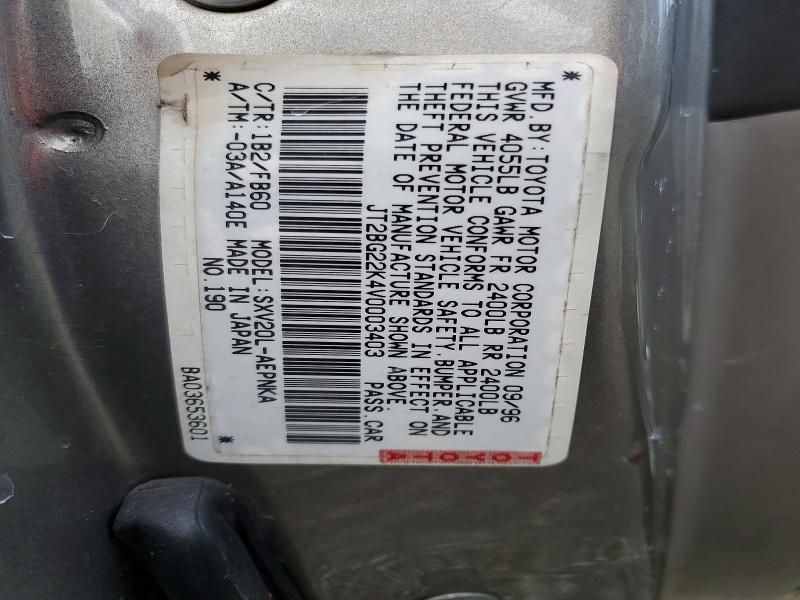 MFD.BY:TOYOTA MOTOR CORPORATION 09/96
GVWR 4055LB GAWR FR 2400LB RR 2400LB
THIS VEHICLE CONFORMS TO ALL APPLICABLE
FEDERAL MOTOR VEHICLE SAFETY,BUMPER,AND
THEFT PREVENTION STANDARDS IN EFFECT ON
THE DATE OF MANUFACTURE SHOWN ABOVE.
JT2BG22K4V0003403 PASS.CAR
C/TR:1B2/FB60 MODEL:SXV20L-AEPNKA
A/TM:-03A/A140E MADE IN JAPAN
NO.190
BA03653601
TOYOTA